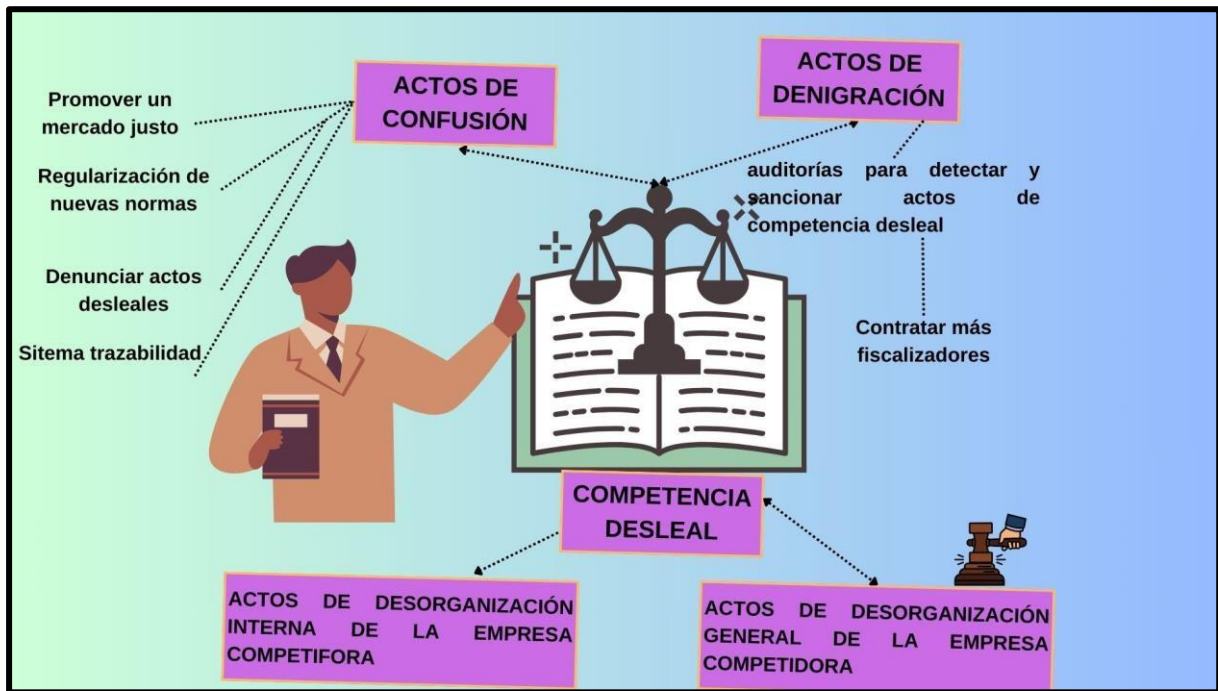 ACTOS DE
CONFUSIÓN
ACTOS DE
DENIGRACIÓN
Promover un
mercado justo
Regularización de
nuevas normas
Denunciar actos
desleales
Sitema trazabilidad
auditorías para detectar y
sancionar actos de
competencia desleal
Contratar más
fiscalizadores
COMPETENCIA
DESLEAL
ACTOS DE DESORGANIZACIÓN
INTERNA DE LA EMPRESA
COMPETIFORA
ACTOS DE DESORGANIZACIÓN
GENERAL DE LA EMPRESA
COMPETIDORA